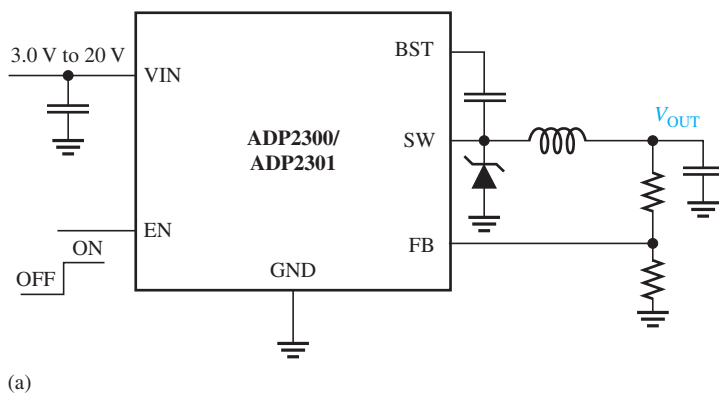 3.0 V to 20 V
VIN
BST
ADP2300/
ADP2301
SW
VOUT
EN
ON
OFF
FB
GND
(a)